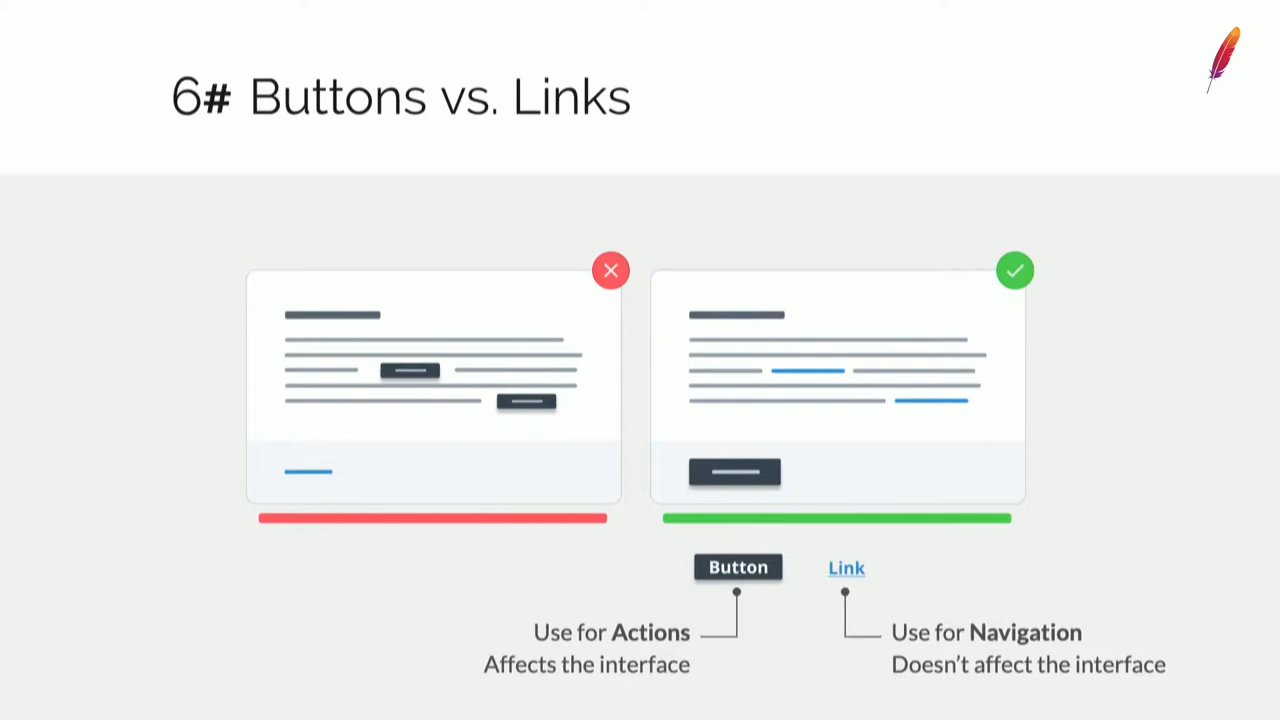 6# Buttons vs. Links
Button
Link
Use for Actions
Affects the interface
Use for Navigation
Doesn't affect the interface